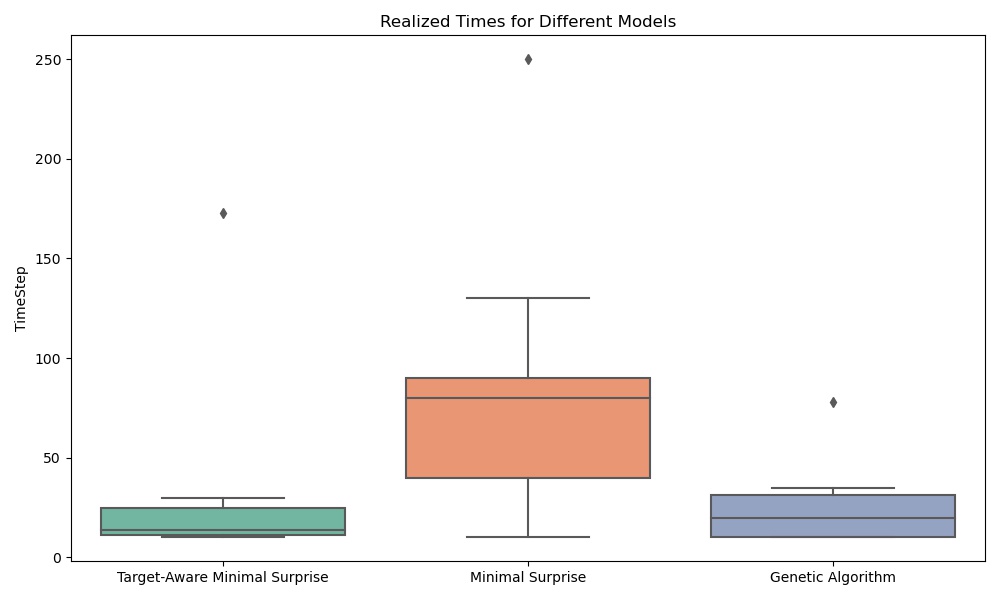 Realized Times for Different Models
TimeStep
250
200
150
100
50
0
Target-Aware Minimal Surprise
Minimal Surprise
Genetic Algorithm